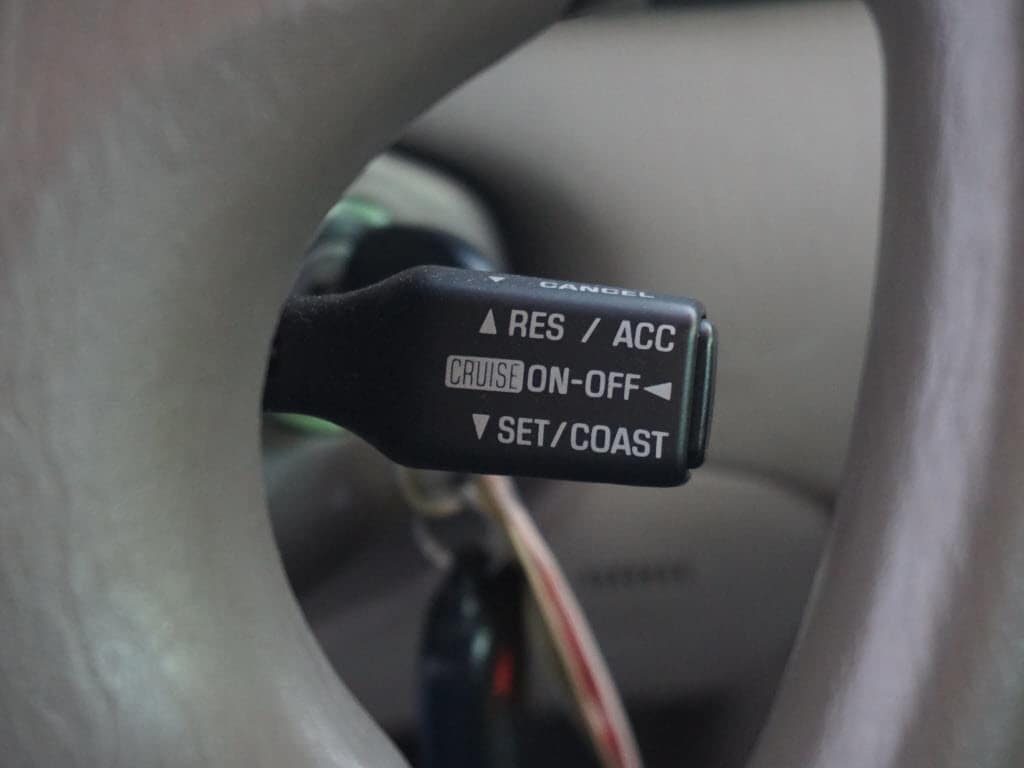 ▼ CANCEL
▲ RES / ACC
CRUISE ON-OFF ◀
▼ SET/COAST